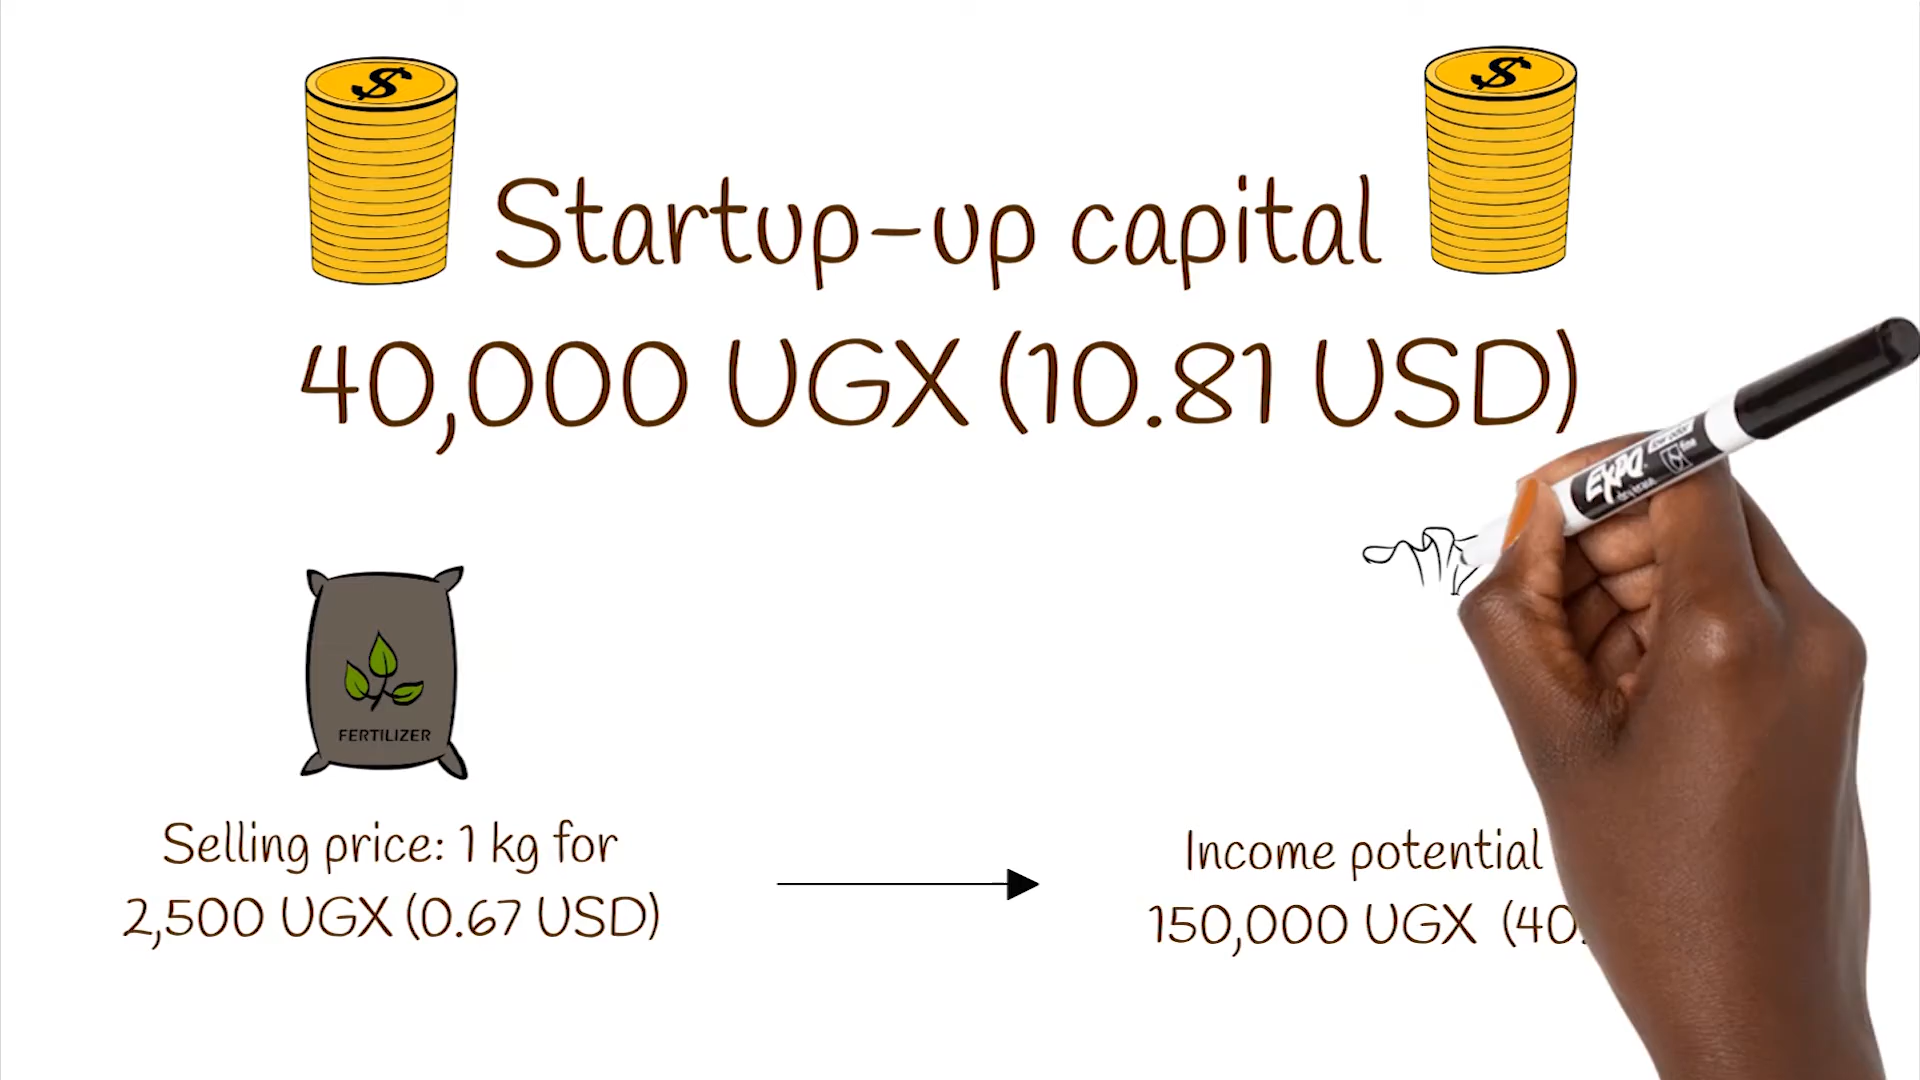 Startup-up capital
40,000 UGX (10.81 USD)
EXPO
FERTILIZER
Selling price: 1 kg for
2,500 UGX (0.67 USD)
Income potential
150,000 UGX (40.